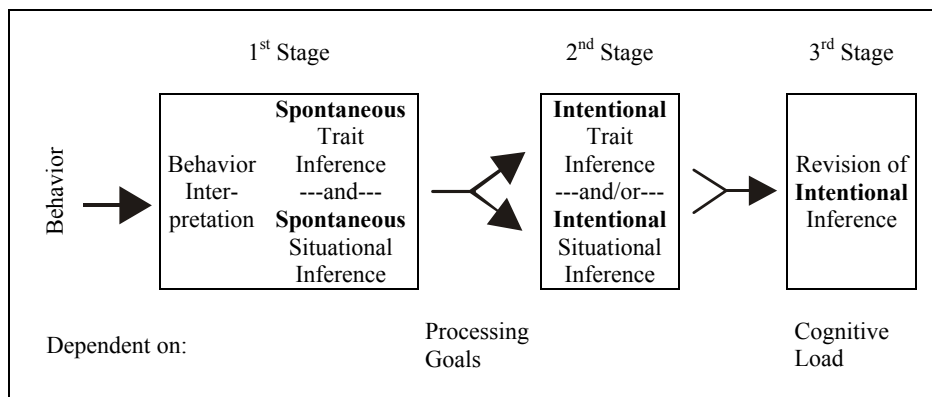 1st Stage
2nd Stage
3rd Stage
Behavior
Behavior
Inter-
pretation
Spontaneous
Trait
Inference
---and---
Spontaneous
Situational
Inference
Intentional
Trait
Inference
---and/or---
Intentional
Situational
Inference
Revision of
Intentional
Inference
Dependent on:
Processing
Goals
Cognitive
Load